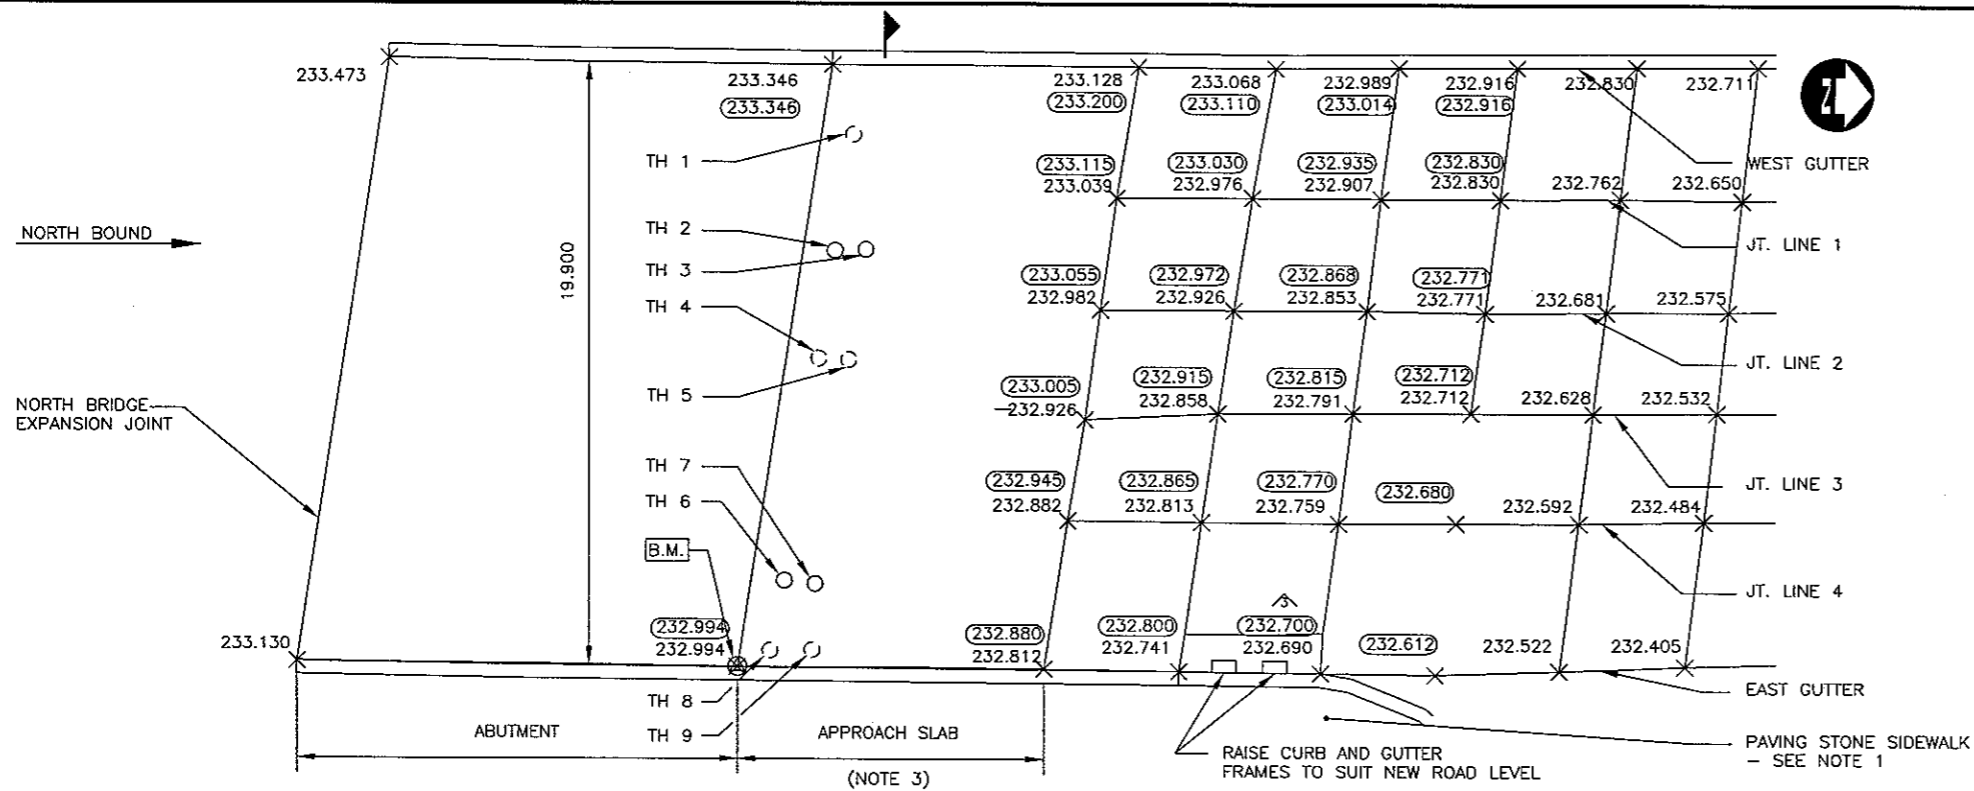 233.473
233.346
233.128
233.068
232.989
232.916
232.830
232.711
233.346
233.200
233.110
233.014
232.916
N
TH 1
WEST GUTTER
233.115
233.030
232.935
232.830
233.039
232.976
232.907
232.830
232.762
232.650
NORTH BOUND
TH 2
JT. LINE 1
19.900
TH 3
233.055
232.972
232.868
232.771
232.982
232.926
232.853
232.771
232.681
232.575
TH 4
JT. LINE 2
TH 5
233.005
232.915
232.815
232.712
232.926
232.858
232.791
232.712
232.628
232.532
NORTH BRIDGE
EXPANSION JOINT
TH 7
232.945
232.865
232.770
232.680
JT. LINE 3
TH 6
232.882
232.813
232.759
232.592
232.484
B.M.
JT. LINE 4
3
232.994
232.880
232.800
232.700
232.612
233.130
232.994
232.812
232.741
232.690
232.522
232.405
EAST GUTTER
TH 8
TH 9
ABUTMENT
APPROACH SLAB
(NOTE 3)
RAISE CURB AND GUTTER
FRAMES TO SUIT NEW ROAD LEVEL
PAVING STONE SIDEWALK
– SEE NOTE 1